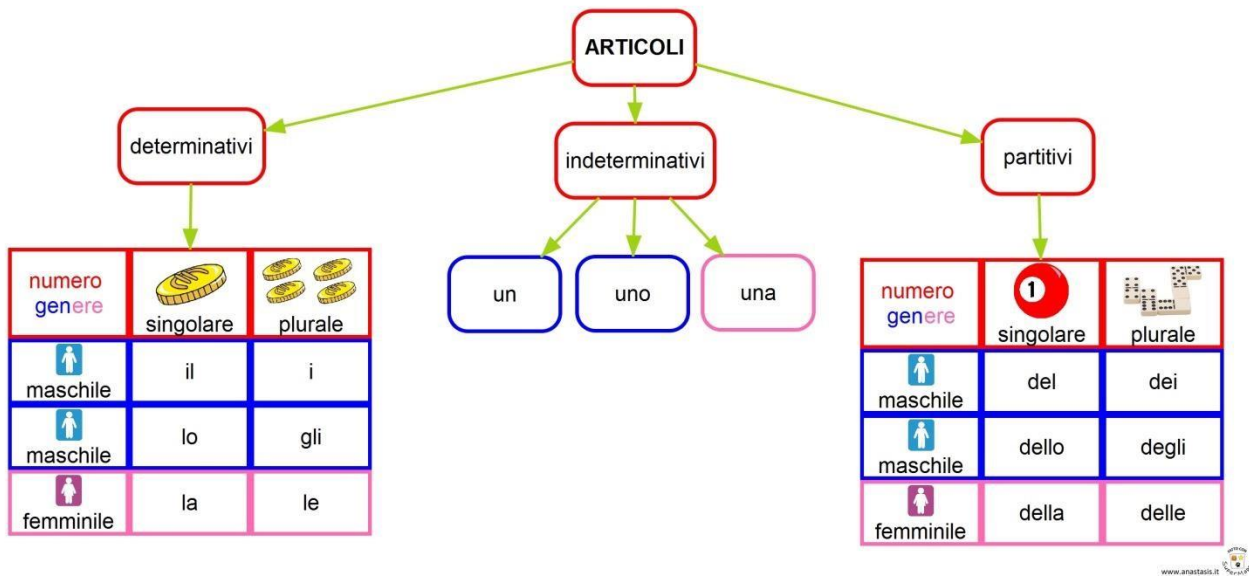 ARTICOLI
determinativi
indeterminativi
partitivi
un
uno
una
numero
genere
singolare
plurale
maschile
il
i
maschile
lo
gli
femminile
la
le
numero
genere
1
singolare
plurale
maschile
del
dei
maschile
dello
degli
femminile
della
delle
www.anastasis.it